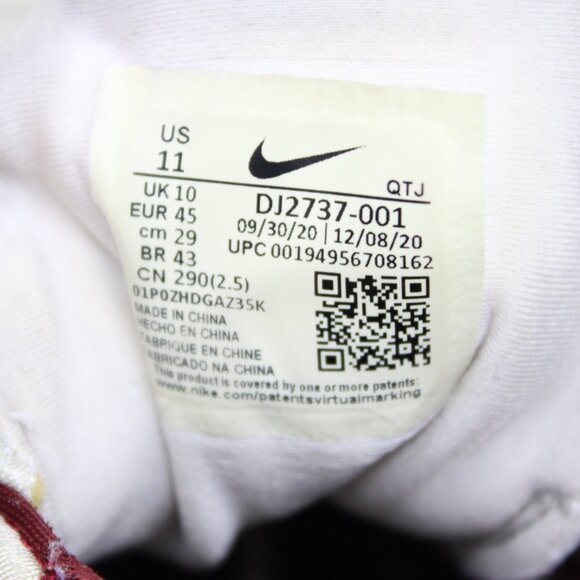 US
11
UK 10
EUR 45
cm 29
BR 43
CN 290(2.5)
01P0ZHDGAZ35K
MADE IN CHINA
HECHO EN CHINA
FABRIQUE EN CHINE
FABRICADO NA CHINA
QTJ
DJ2737-001
09/30/20 | 12/08/20
UPC 00194956708162
This product is covered by one or more patents:
www.nike.com/patentsvirtualmarking